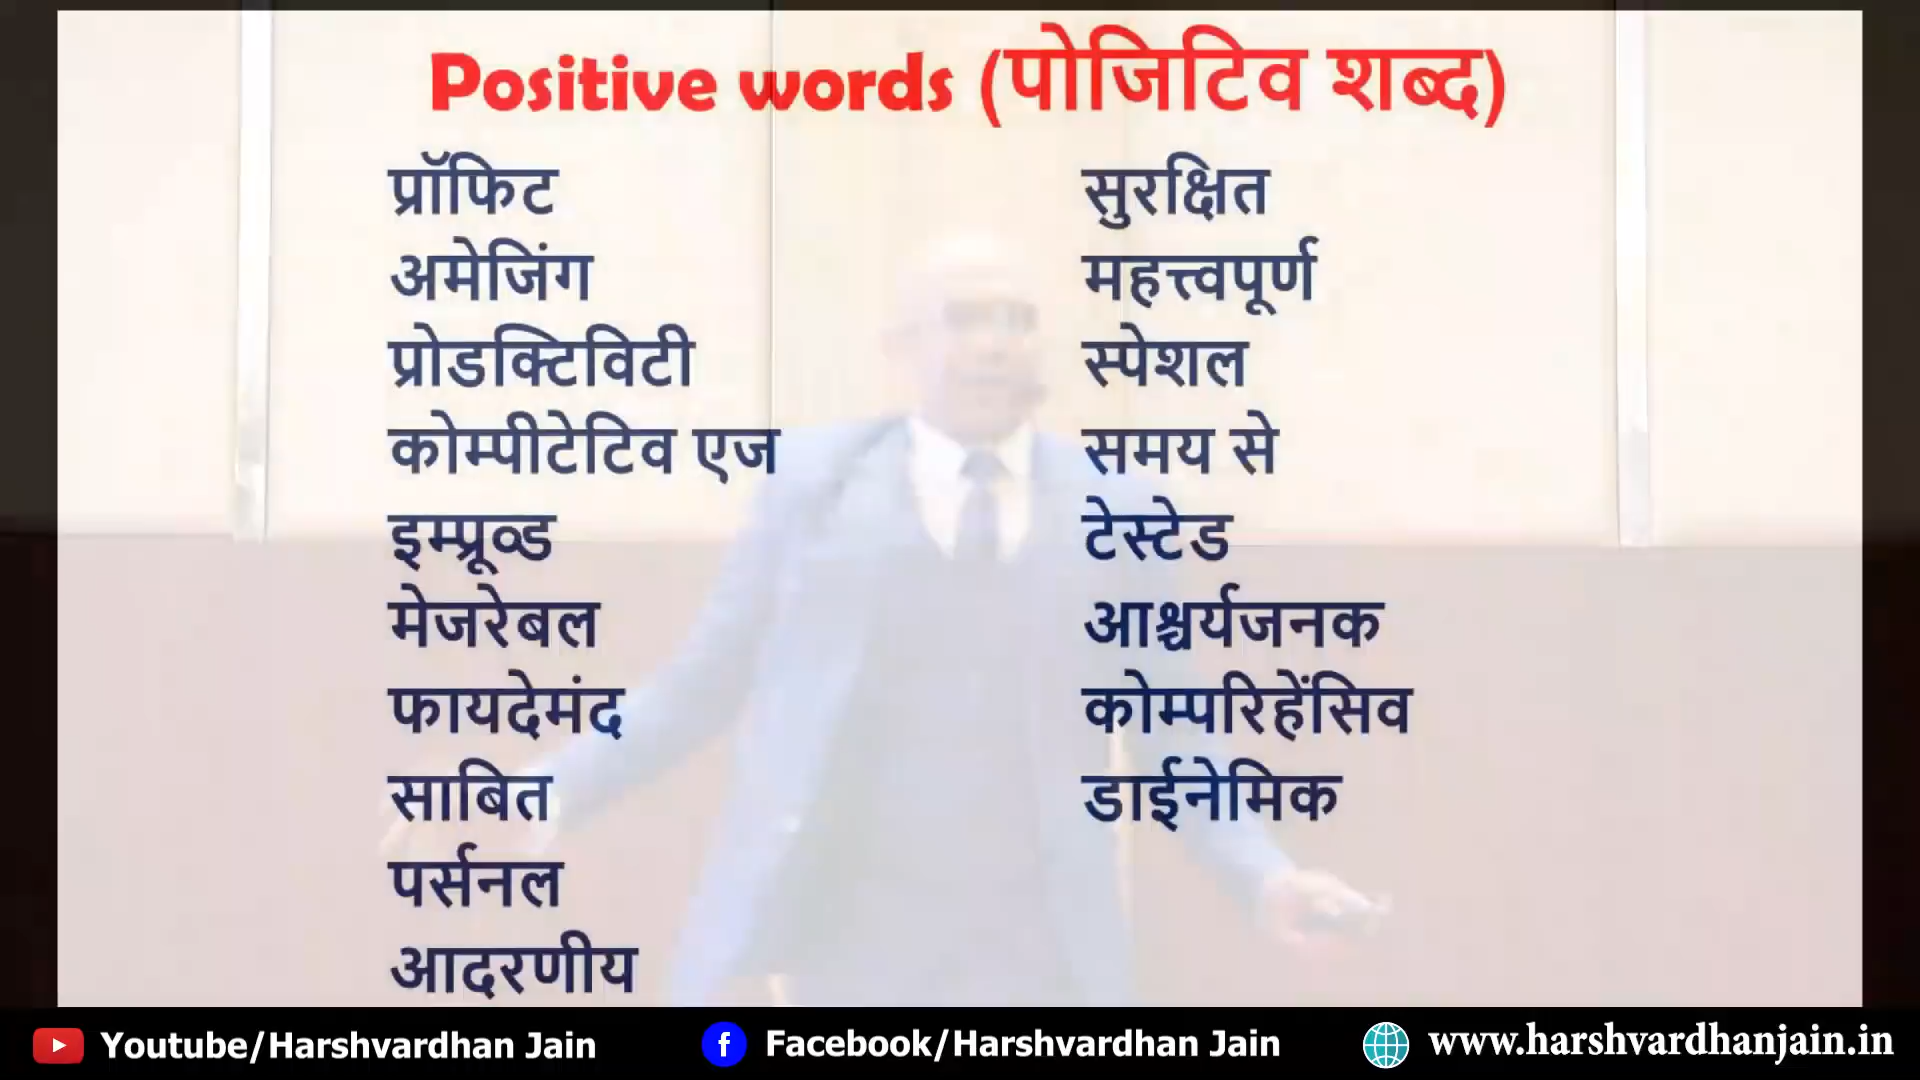 Positive words (पोजिटिव शब्द)
प्रॉफिट
अमेजिंग
प्रोडक्टिविटी
कोम्पीटेटिव एज
इम्प्रूव्ड
मेजरेबल
फायदेमंद
साबित
पर्सनल
आदरणीय
सुरक्षित
महत्त्वपूर्ण
स्पेशल
समय से
टेस्टेड
आश्चर्यजनक
कोम्परिहेंसिव
डाईनेमिक
Youtube/Harshvardhan Jain
Facebook/Harshvardhan Jain
www.harshvardhanjain.in